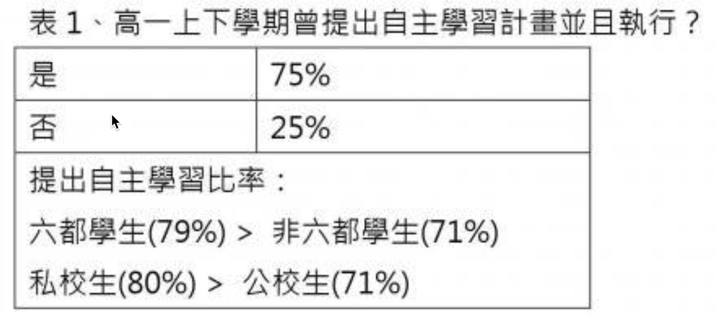 表 1、高一上下學期曾提出自主學習計畫並且執行？
是 75%
否 25%
提出自主學習比率：
六都學生(79%) > 非六都學生(71%)
私校生(80%) > 公校生(71%)